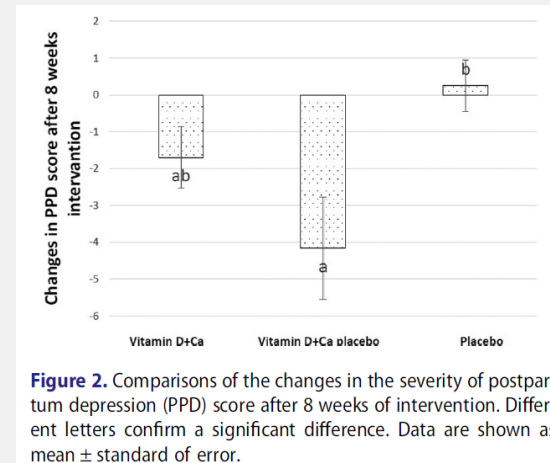 Changes in PPD score after 8 weeks
intervantion
2
1
0
-1
-2
-3
-4
-5
-6
ab
a
b
Vitamin D+Ca Vitamin D+Ca placebo Placebo
Figure 2. Comparisons of the changes in the severity of postpar
tum depression (PPD) score after 8 weeks of intervention. Differ
ent letters confirm a significant difference. Data are shown as
mean ± standard of error.